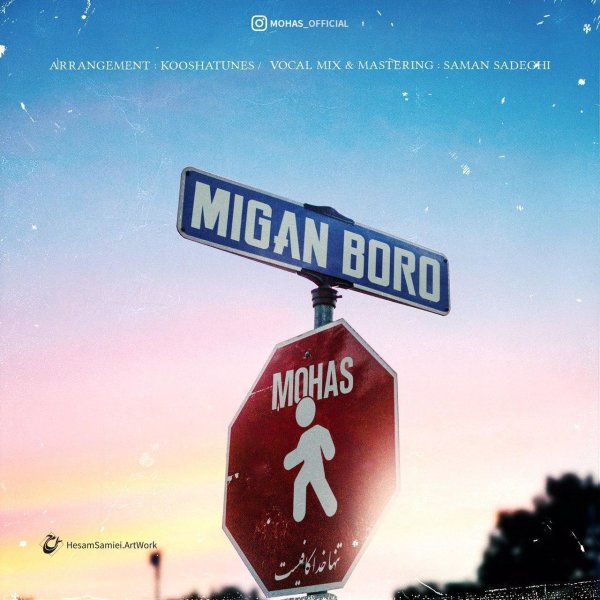 MOHAS_OFFICIAL
ARRANGEMENT : KOOSHATUNES / VOCAL MIX & MASTERING : SAMAN SADEGHI
MIGAN BORO
MOHAS
تنها خدا کافیست
HesamSamiei.ArtWork